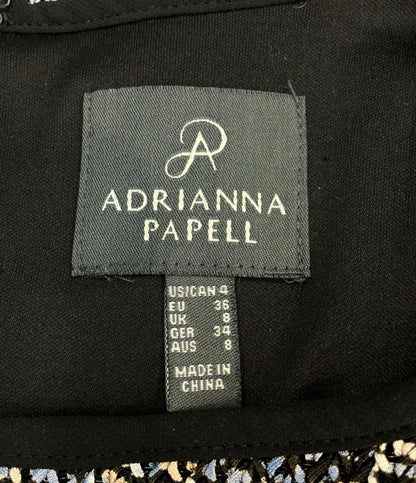 ADRIANNA
PAPELL
US/CAN 4
EU 36
UK 8
GER 34
AUS 8
MADE IN
CHINA